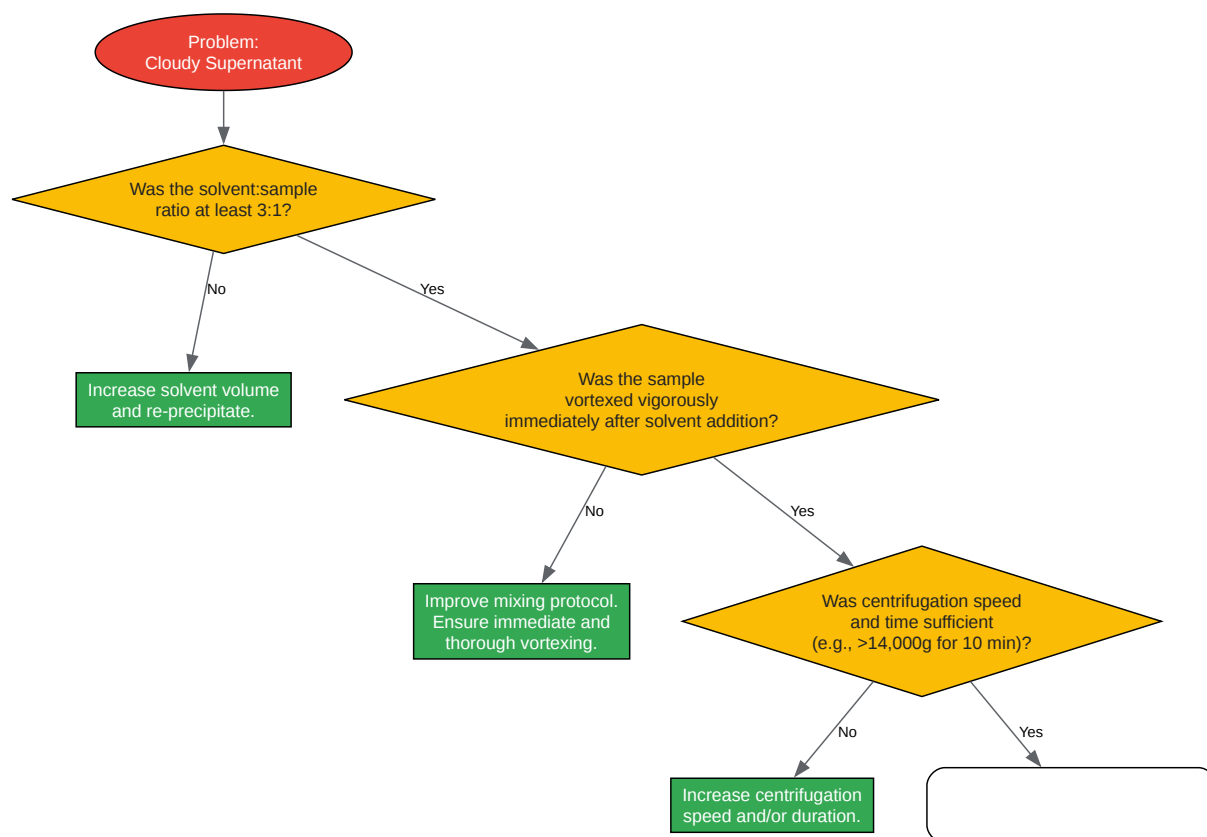 Problem:
Cloudy Supernatant
Was the solvent:sample
ratio at least 3:1?
No
Yes
Increase solvent volume
and re-precipitate.
Was the sample
vortexed vigorously
immediately after solvent addition?
No
Yes
Improve mixing protocol.
Ensure immediate and
thorough vortexing.
Was centrifugation speed
and time sufficient
(e.g., >14,000g for 10 min)?
No
Yes
Increase centrifugation
speed and/or duration.